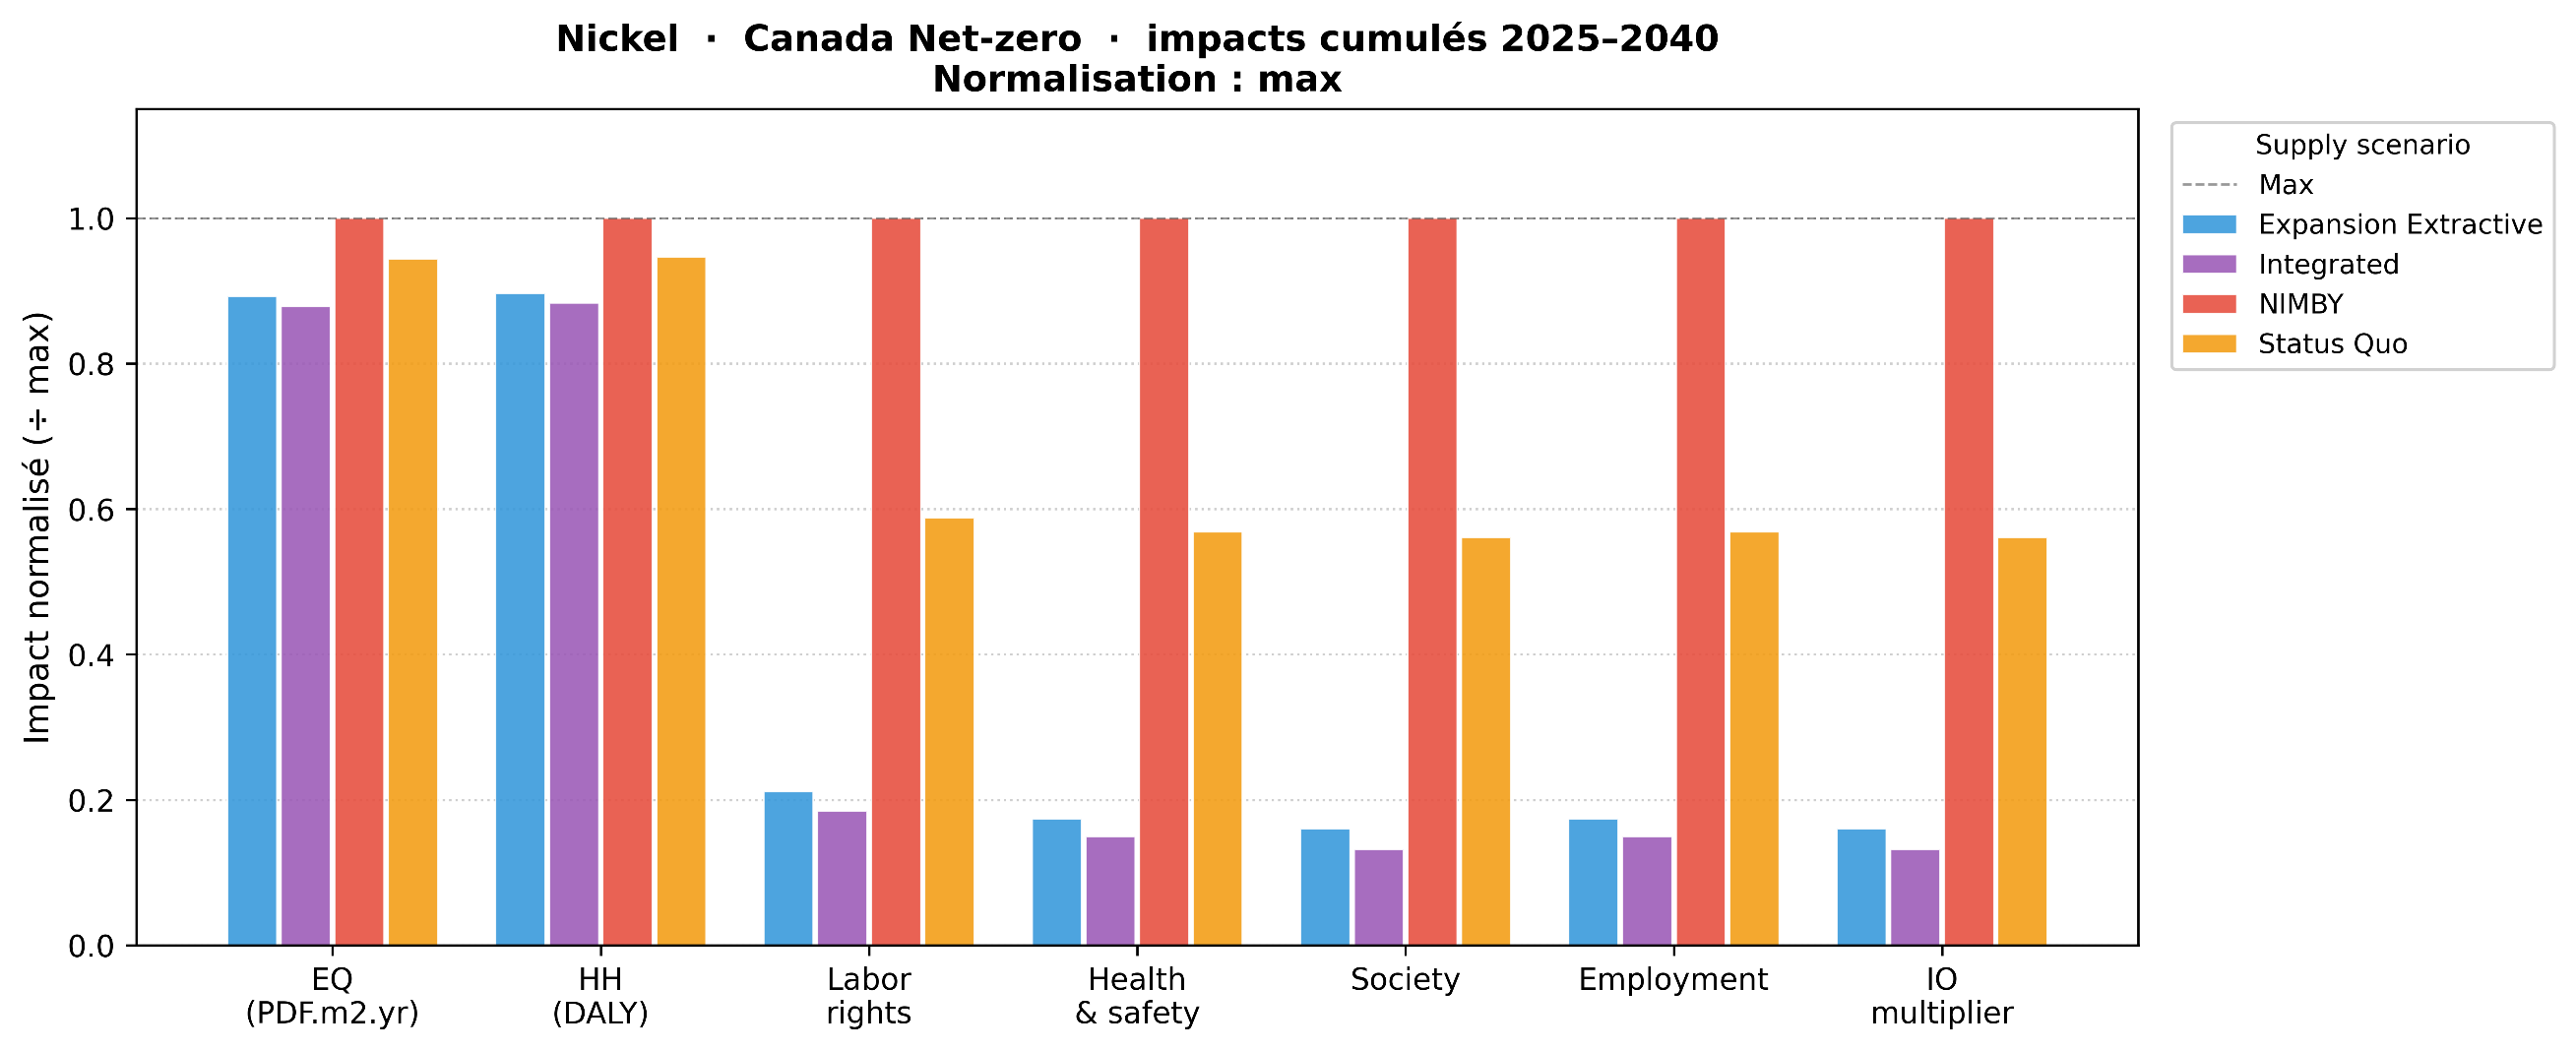 Nickel · Canada Net-zero · impacts cumulés 2025–2040
Normalisation : max
Impact normalisé (÷ max)
1.0
0.8
0.6
0.4
0.2
0.0
EQ
(PDF.m2.yr)
HH
(DALY)
Labor
rights
Health
& safety
Society
Employment
IO
multiplier
Supply scenario
Max
Expansion Extractive
Integrated
NIMBY
Status Quo